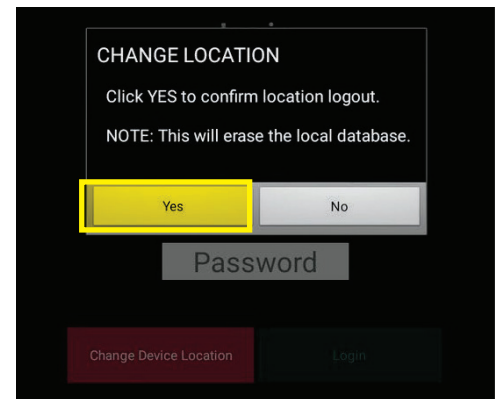 CHANGE LOCATION
Click YES to confirm location logout.
NOTE: This will erase the local database.
Yes No
Password
Change Device Location Login